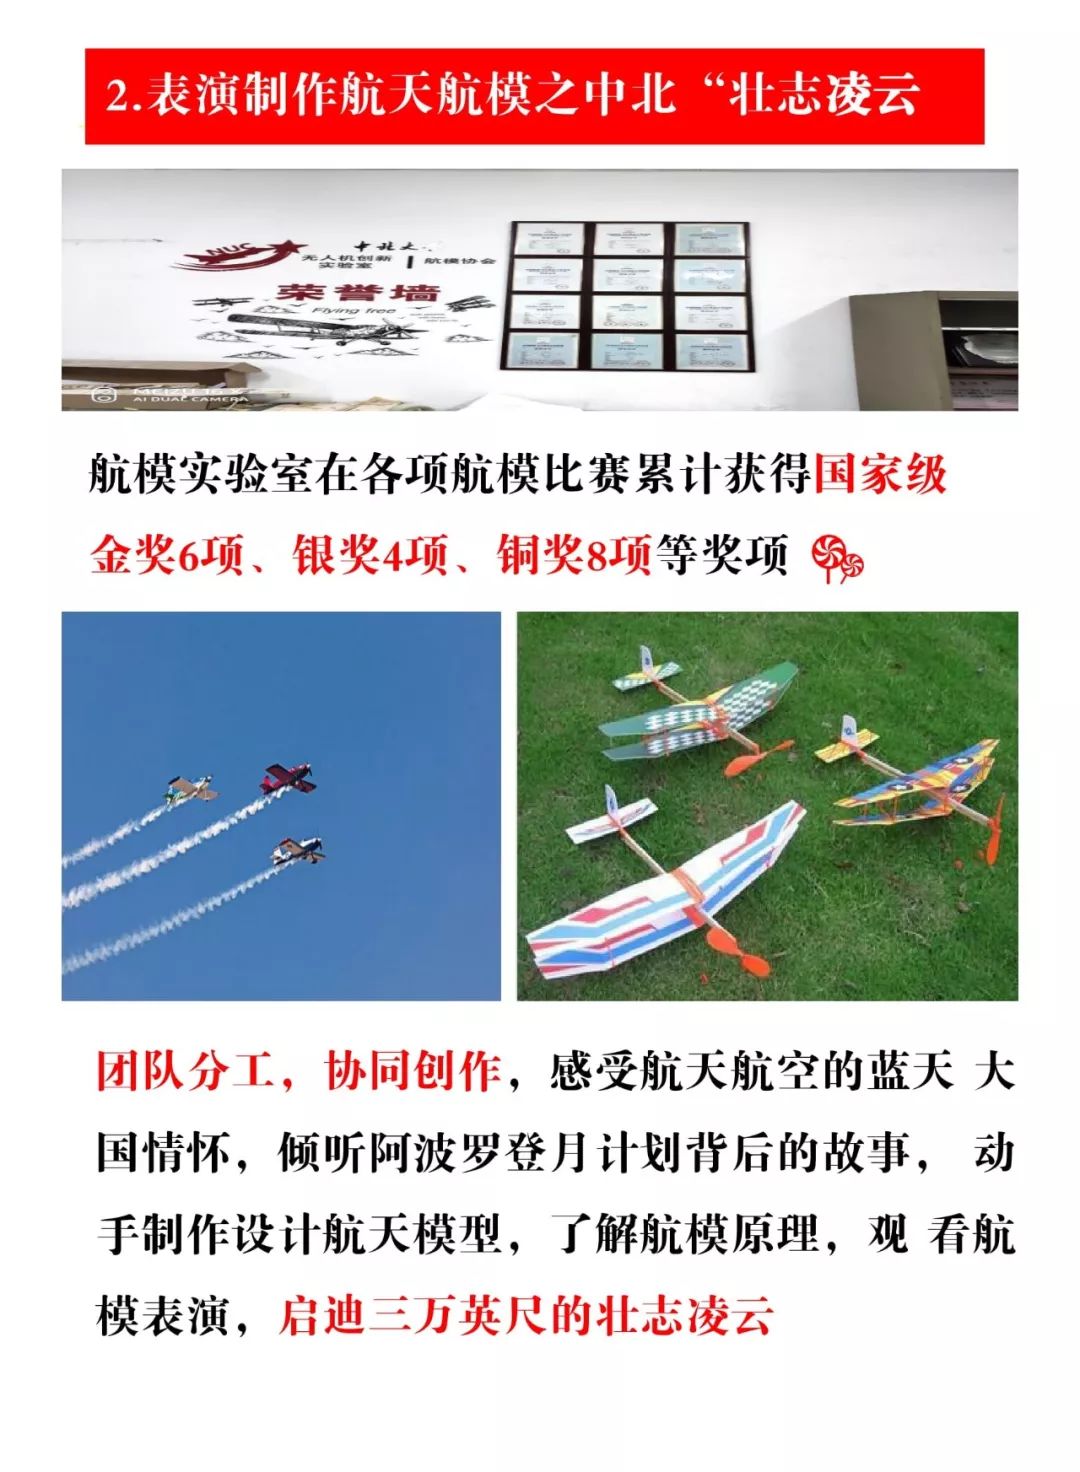 2.表演制作航天航模之中北“壮志凌云
NUC
中北大
无人机创新
实验室
航模协会
荣誉墙
Flying free
AI DUAL CAMERA
航模实验室在各项航模比赛累计获得国家级
金奖6项、银奖4项、铜奖8项等奖项
团队分工，协同创作，感受航天航空的蓝天 大
国情怀，倾听阿波罗登月计划背后的故事， 动
手制作设计航天模型，了解航模原理，观 看航
模表演，启迪三万英尺的壮志凌云